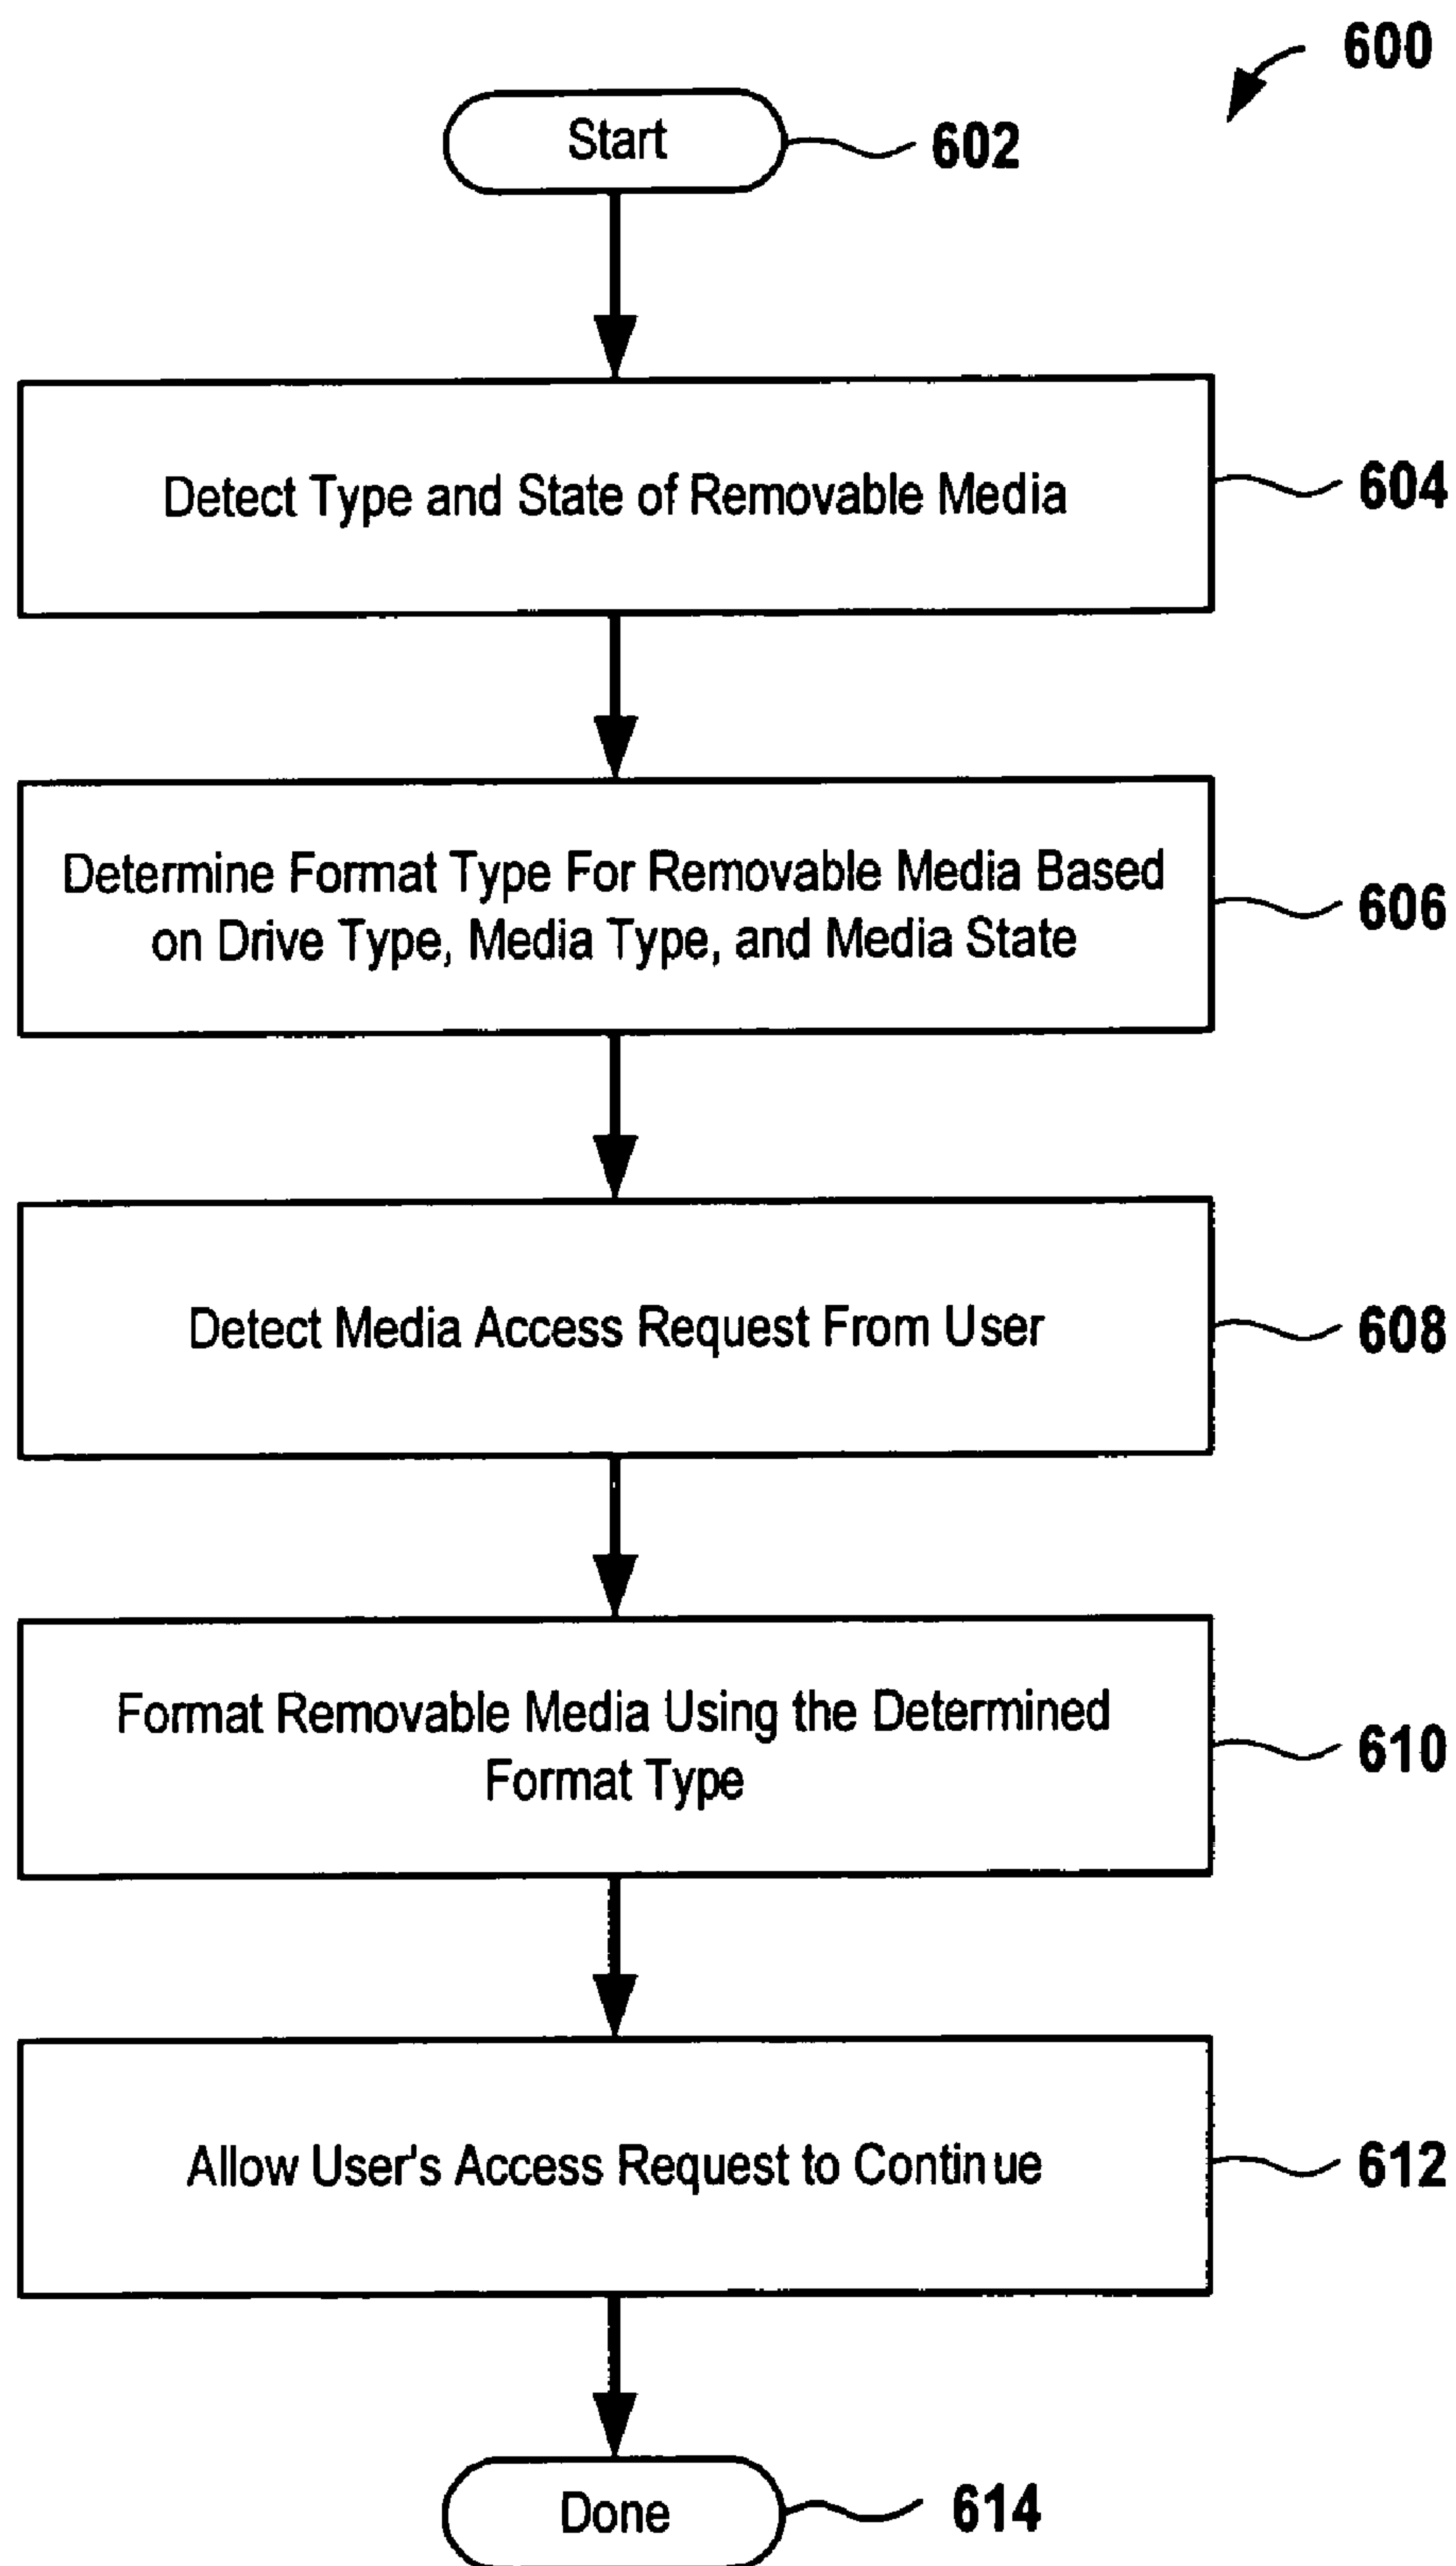 600
Start
602
Detect Type and State of Removable Media
604
Determine Format Type For Removable Media Based
on Drive Type, Media Type, and Media State
606
Detect Media Access Request From User
608
Format Removable Media Using the Determined
Format Type
610
Allow User's Access Request to Continue
612
Done
614